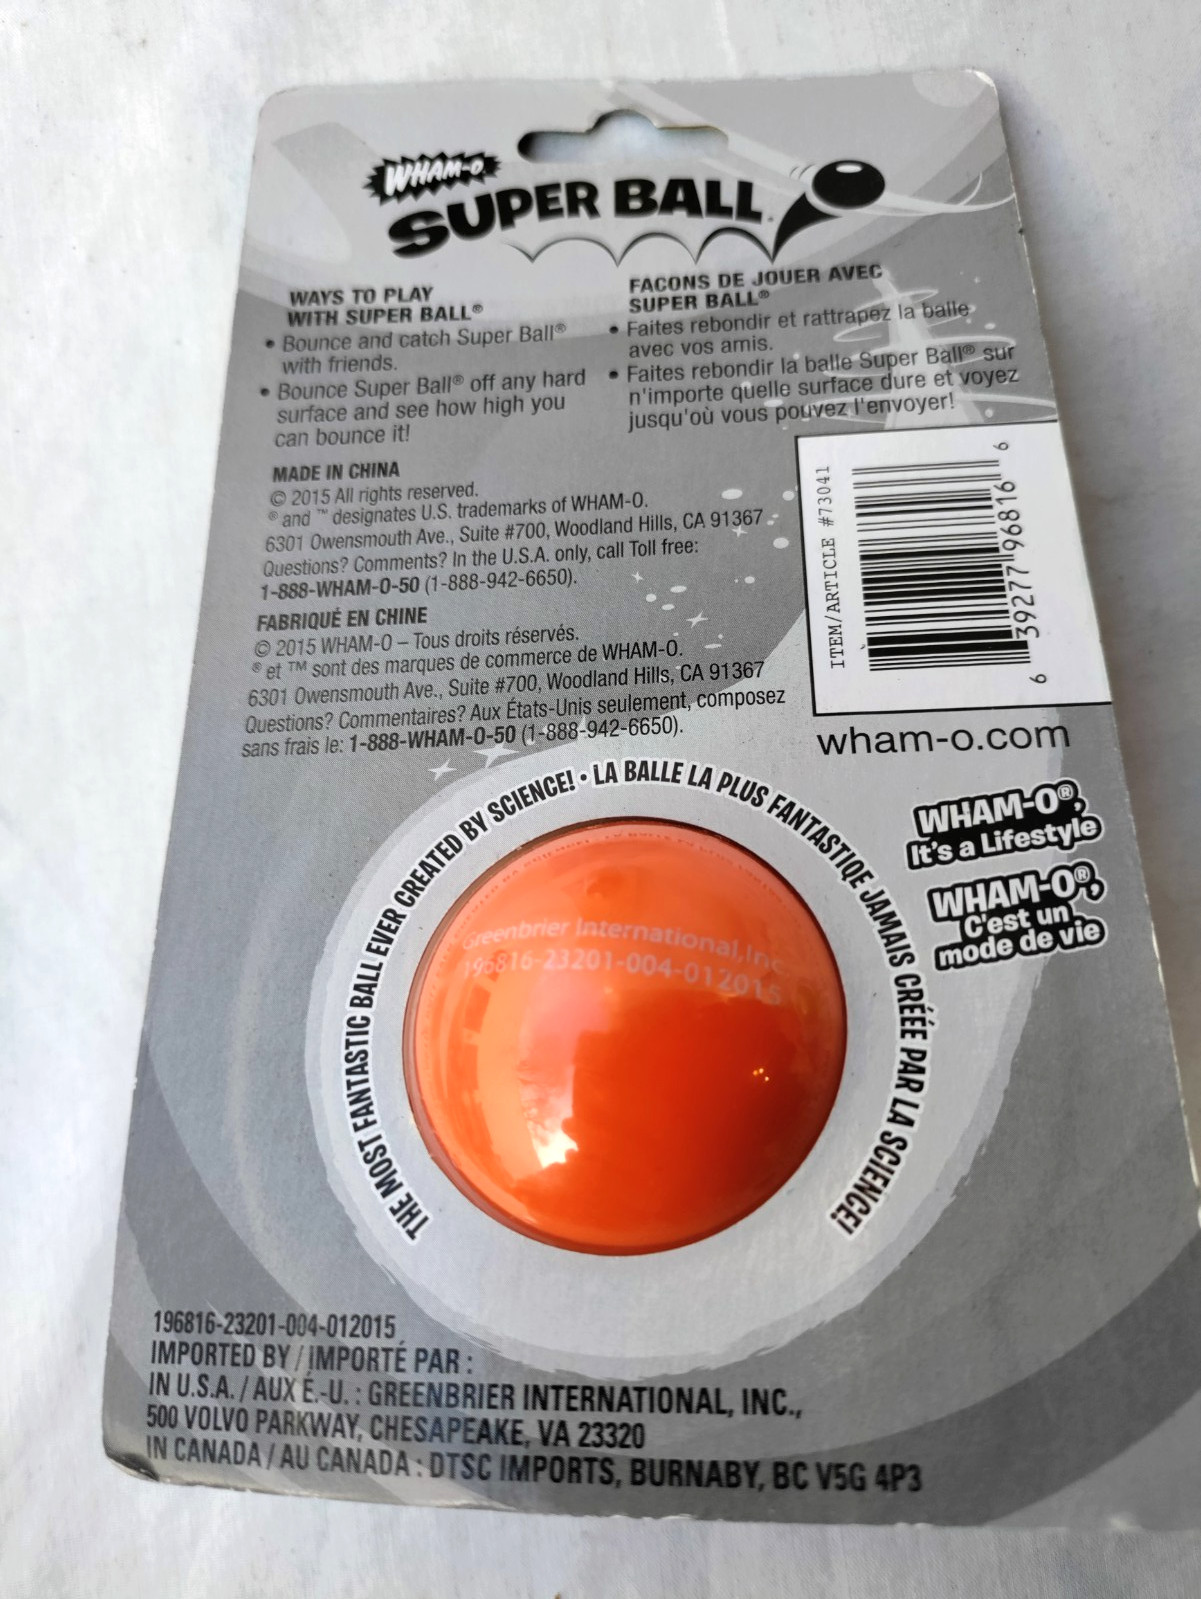 WHAM-O®
SUPER BALL®
WAYS TO PLAY
WITH SUPER BALL®
• Bounce and catch Super Ball®
with friends.
• Bounce Super Ball® off any hard
surface and see how high you
can bounce it!
FACONS DE JOUER AVEC
SUPER BALL®
• Faites rebondir et rattrapez la balle
avec vos amis.
• Faites rebondir la balle Super Ball® sur
n'importe quelle surface dure et voyez
jusqu'où vous pouvez l'envoyer!
MADE IN CHINA
© 2015 All rights reserved.
® and ™ designates U.S. trademarks of WHAM-O.
6301 Owensmouth Ave., Suite #700, Woodland Hills, CA 91367
Questions? Comments? In the U.S.A. only, call Toll free:
1-888-WHAM-O-50 (1-888-942-6650).
FABRIQUÉ EN CHINE
© 2015 WHAM-O – Tous droits réservés.
® et ™ sont des marques de commerce de WHAM-O.
6301 Owensmouth Ave., Suite #700, Woodland Hills, CA 91367
Questions? Commentaires? Aux États-Unis seulement, composez
sans frais le: 1-888-WHAM-O-50 (1-888-942-6650).
ITEM/ARTICLE #73041
6 39277 96816 6
wham-o.com
WHAM-O®,
It's a Lifestyle
WHAM-O®,
C'est un
mode de vie
THE MOST FANTASTIC BALL EVER CREATED BY SCIENCE! • LA BALLE LA PLUS FANTASTIQE JAMAIS CRÉÉE PAR LA SCIENCE!
Greenbrier International,Inc
196816-23201-004-012015
196816-23201-004-012015
IMPORTED BY / IMPORTÉ PAR :
IN U.S.A. / AUX É.-U. : GREENBRIER INTERNATIONAL, INC.,
500 VOLVO PARKWAY, CHESAPEAKE, VA 23320
IN CANADA / AU CANADA : DTSC IMPORTS, BURNABY, BC V5G 4P3